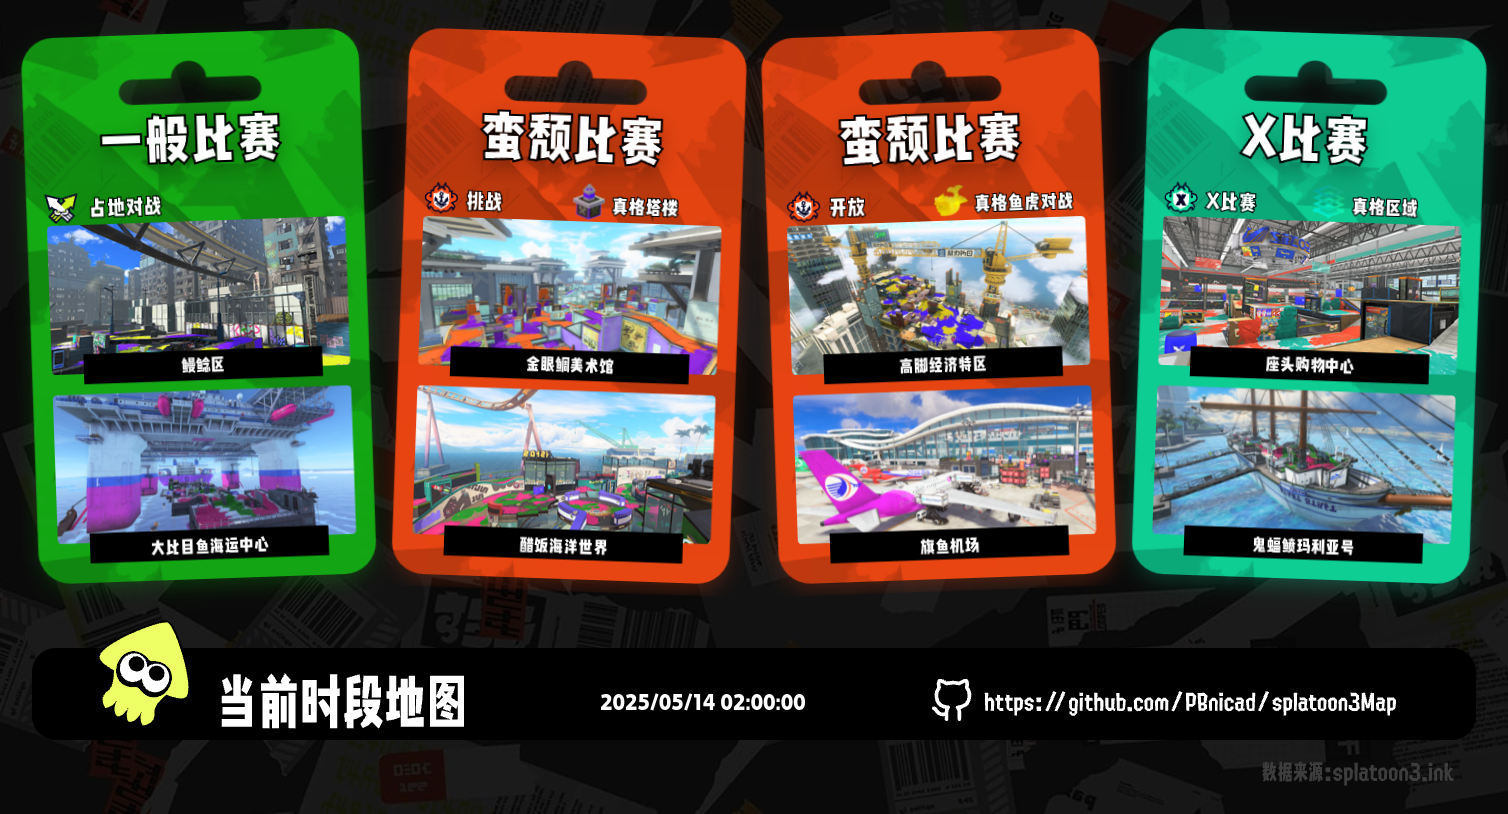 一般比赛
占地对战
鳗鲶区
大比目鱼海运中心
蛮颓比赛
挑战
真格塔楼
金眼鲷美术馆
醋饭海洋世界
蛮颓比赛
开放
真格鱼虎对战
高脚经济特区
旗鱼机场
X比赛
X比赛
真格区域
座头购物中心
鬼蝠鲼玛利亚号
当前时段地图
2025/05/14 02:00:00
https://github.com/PBnicad/splatoon3Map
数据来源:splatoon3.ink